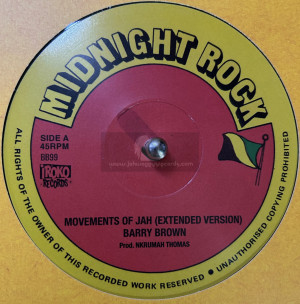 MIDNIGHT ROCK
SIDE A
45RPM
6B99
IROKO
RECORDS
MOVEMENTS OF JAH (EXTENDED VERSION)
BARRY BROWN
Prod. NKRUMAH THOMAS
ALL RIGHTS OF THE OWNER OF THIS RECORDED WORK RESERVED • UNAUTHORISED COPYING PROHIBITED